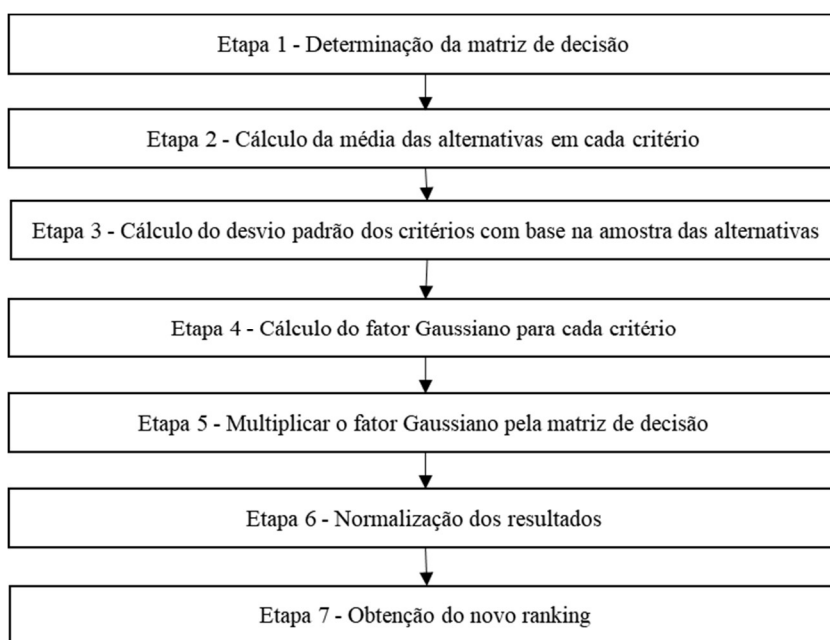 Etapa 1 - Determinação da matriz de decisão
Etapa 2 - Cálculo da média das alternativas em cada critério
Etapa 3 - Cálculo do desvio padrão dos critérios com base na amostra das alternativas
Etapa 4 - Cálculo do fator Gaussiano para cada critério
Etapa 5 - Multiplicar o fator Gaussiano pela matriz de decisão
Etapa 6 - Normalização dos resultados
Etapa 7 - Obtenção do novo ranking